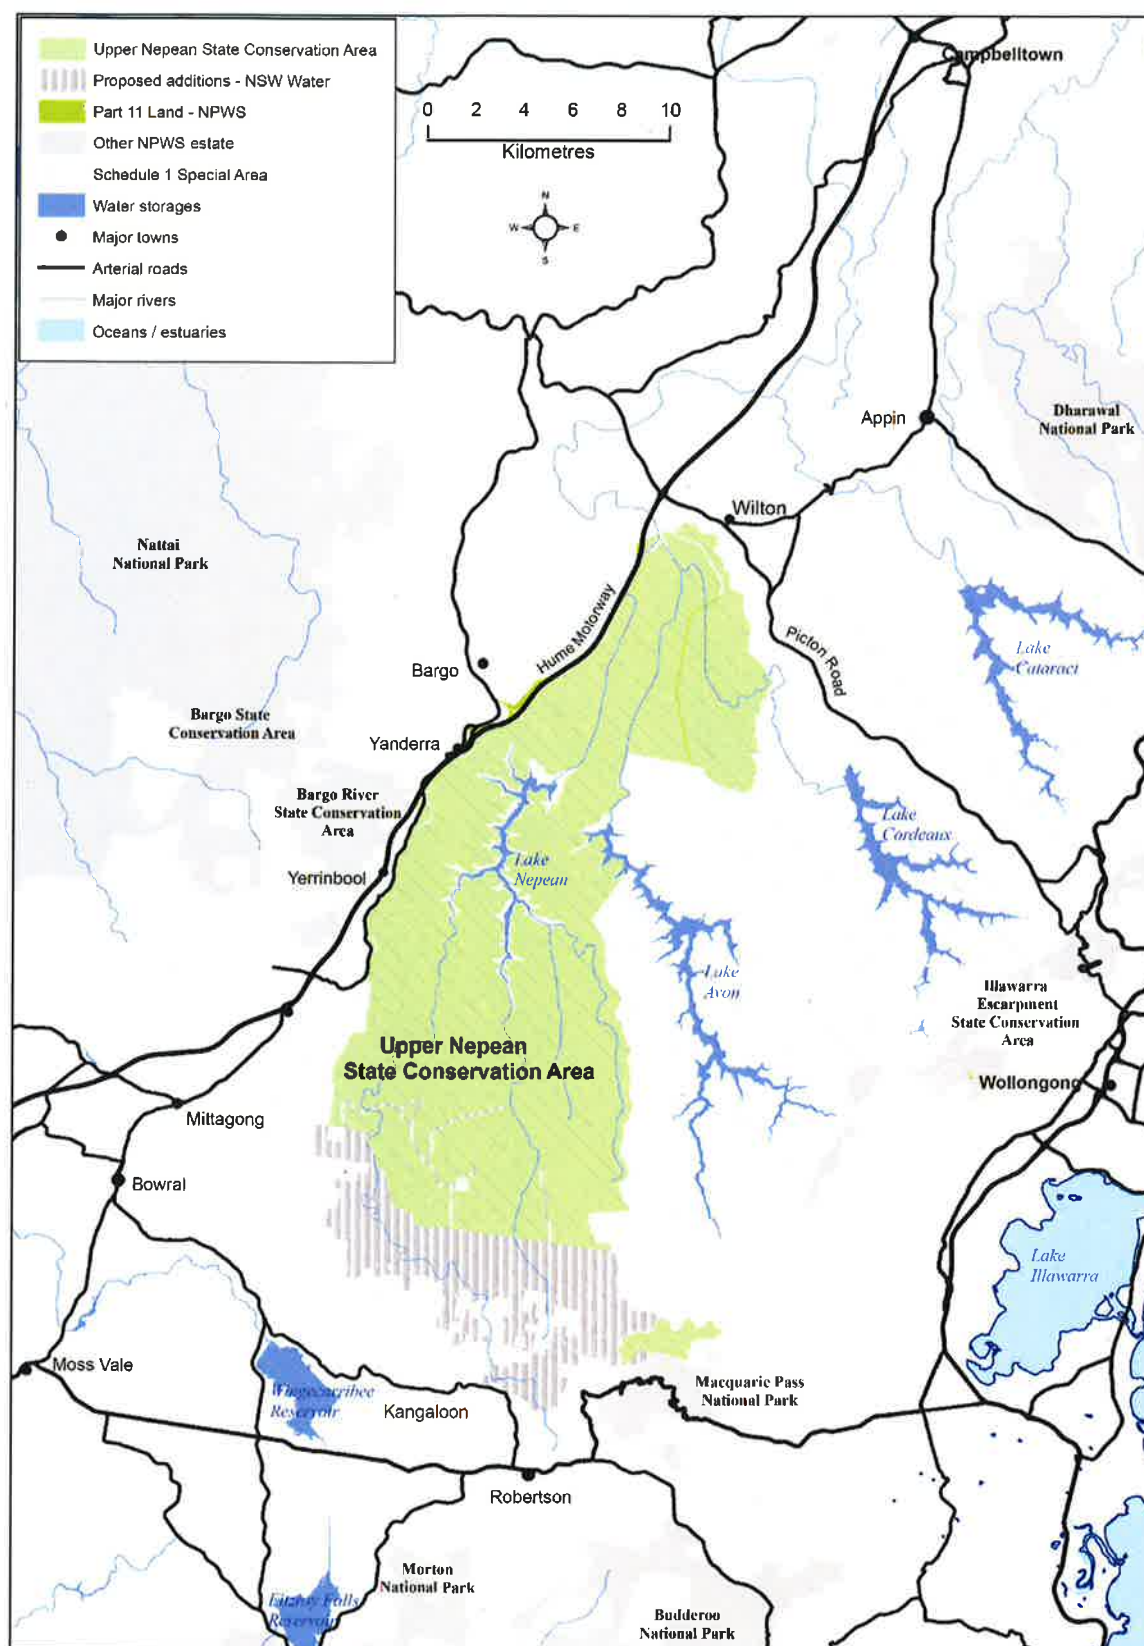 Upper Nepean State Conservation Area
Proposed additions - NSW Water
Part 11 Land - NPWS
Other NPWS estate
Schedule 1 Special Area
Water storages
Major towns
Arterial roads
Major rivers
Oceans / estuaries
0 2 4 6 8 10
Kilometres
N
W E
S
Campbelltown
Appin
Dharawal
National Park
Wilton
Nattai
National Park
Hume Motorway
Picton Road
Lake
Cataract
Bargo
Bargo State
Conservation Area
Yanderra
Bargo River
State Conservation
Area
Lake
Cordeaux
Yerrinbool
Lake
Nepean
Lake
Avon
Illawarra
Escarpment
State Conservation
Area
Upper Nepean
State Conservation Area
Wollongong
Mittagong
Bowral
Lake
Illawarra
Moss Vale
Wingecarribee
Reservoir
Kangaloon
Macquarie Pass
National Park
Robertson
Morton
National Park
Fitzroy Falls
Reservoir
Budderoo
National Park